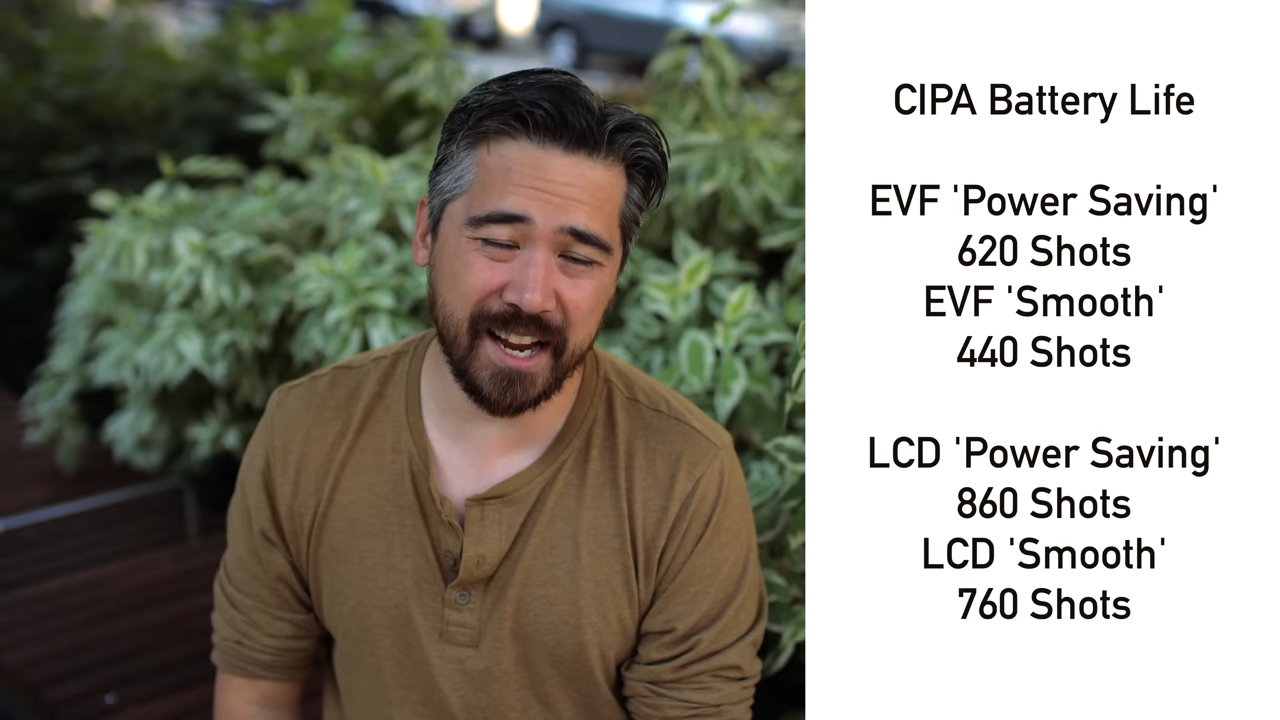 CIPA Battery Life
EVF 'Power Saving'
620 Shots
EVF 'Smooth'
440 Shots
LCD 'Power Saving'
860 Shots
LCD 'Smooth'
760 Shots